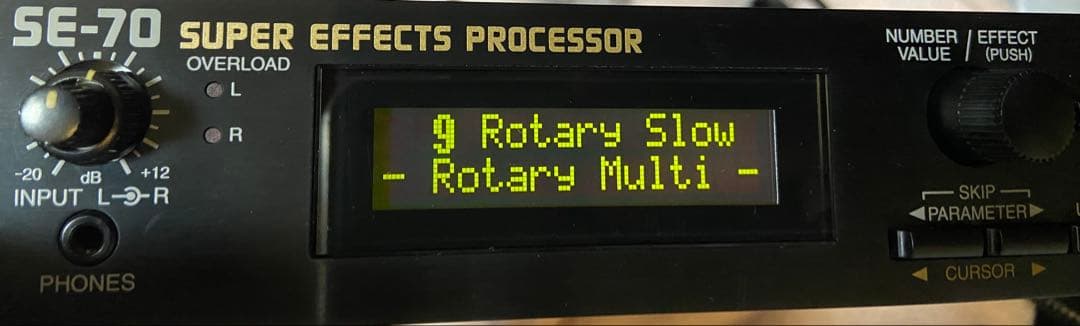 SE-70 SUPER EFFECTS PROCESSOR
OVERLOAD
L
R
-20 dB +12
INPUT L R
PHONES
9 Rotary Slow
- Rotary Multi -
NUMBER / EFFECT
VALUE (PUSH)
SKIP
◀PARAMETER▶
◀ CURSOR ▶